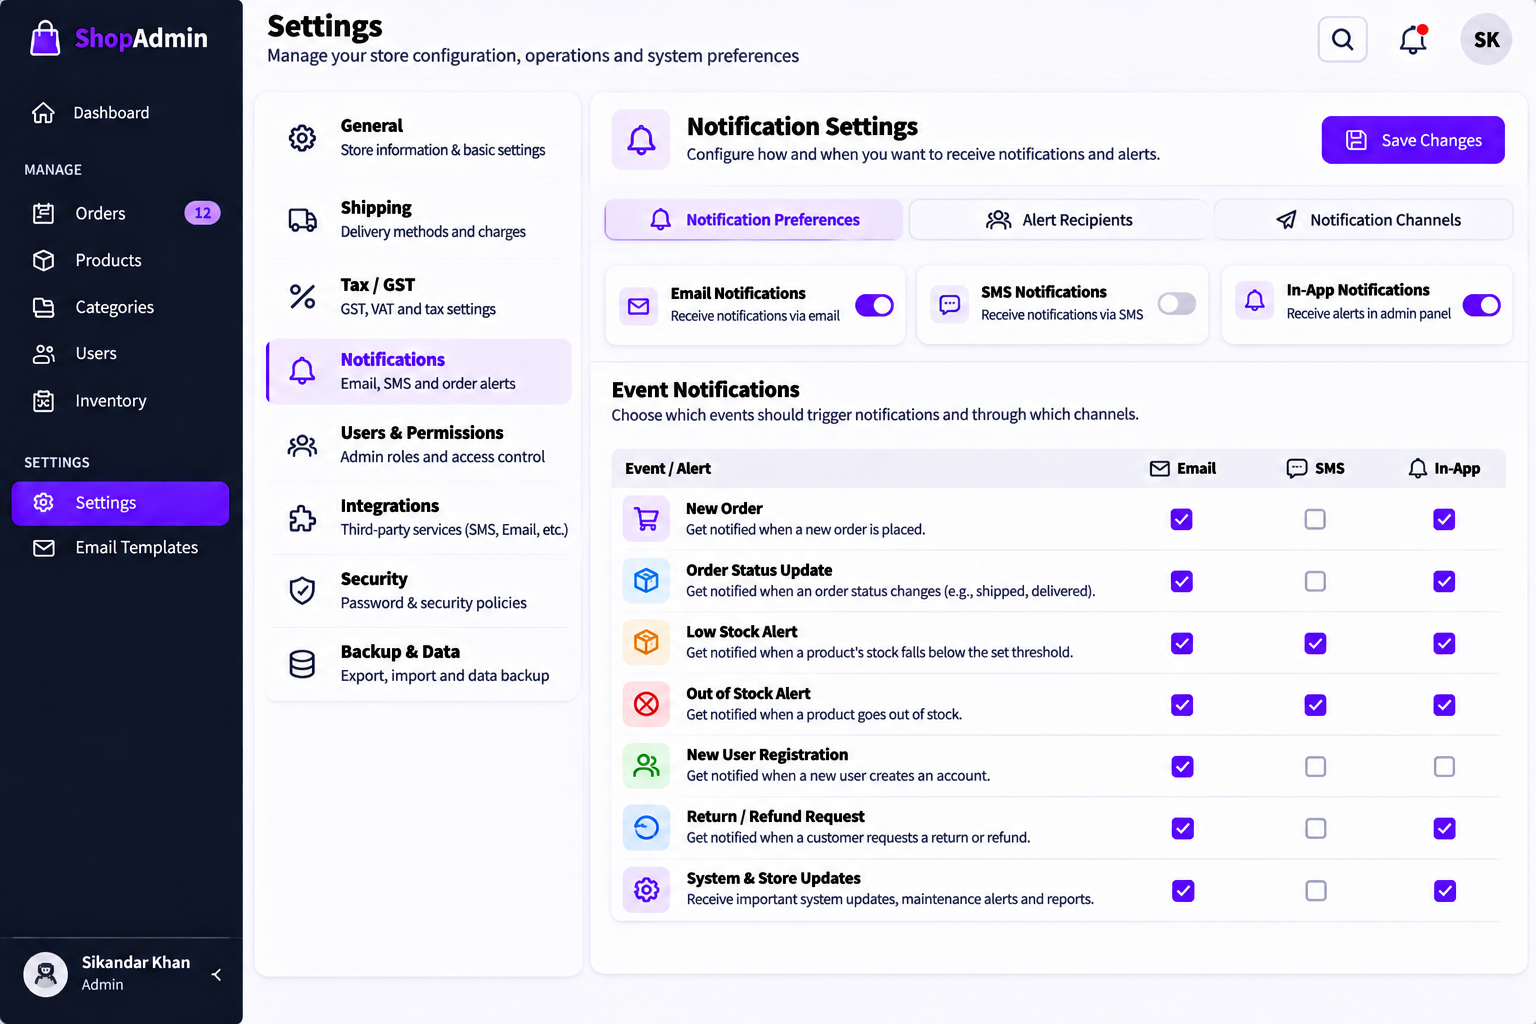 ShopAdmin
Dashboard
MANAGE
Orders 12
Products
Categories
Users
Inventory
SETTINGS
Settings
Email Templates
Sikandar Khan
Admin
Settings
Manage your store configuration, operations and system preferences
SK
General
Store information & basic settings
Shipping
Delivery methods and charges
Tax / GST
GST, VAT and tax settings
Notifications
Email, SMS and order alerts
Users & Permissions
Admin roles and access control
Integrations
Third-party services (SMS, Email, etc.)
Security
Password & security policies
Backup & Data
Export, import and data backup
Notification Settings
Configure how and when you want to receive notifications and alerts.
Save Changes
Notification Preferences
Alert Recipients
Notification Channels
Email Notifications
Receive notifications via email
SMS Notifications
Receive notifications via SMS
In-App Notifications
Receive alerts in admin panel
Event Notifications
Choose which events should trigger notifications and through which channels.
Event / Alert Email SMS In-App
New Order
Get notified when a new order is placed.
Order Status Update
Get notified when an order status changes (e.g., shipped, delivered).
Low Stock Alert
Get notified when a product's stock falls below the set threshold.
Out of Stock Alert
Get notified when a product goes out of stock.
New User Registration
Get notified when a new user creates an account.
Return / Refund Request
Get notified when a customer requests a return or refund.
System & Store Updates
Receive important system updates, maintenance alerts and reports.